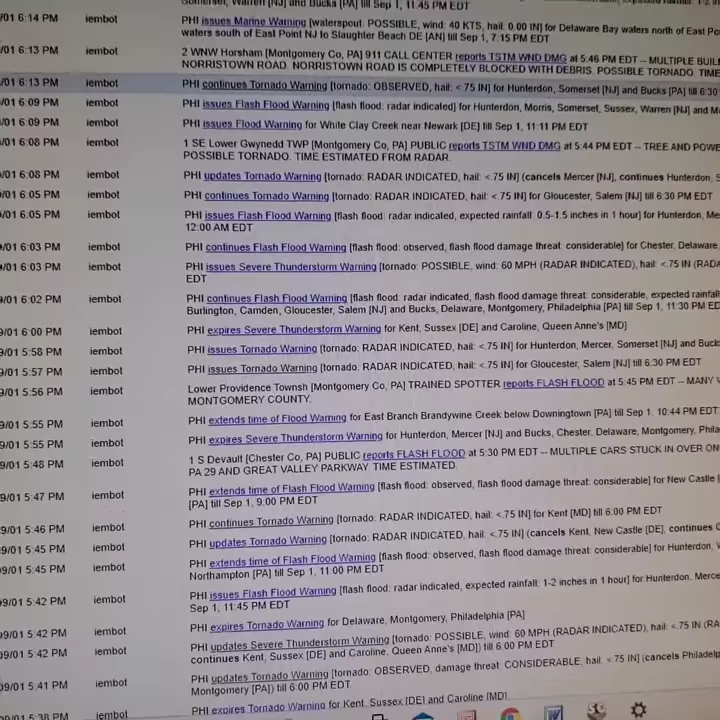 Somerset, Warren [NJ] and Bucks [PA] till Sep 1, 11:45 PM EDT
/01 6:14 PM iembot PHI issues Marine Warning [waterspout: POSSIBLE, wind: 40 KTS, hail: 0.00 IN] for Delaware Bay waters north of East Po
waters south of East Point NJ to Slaughter Beach DE [AN] till Sep 1, 7:15 PM EDT
/01 6:13 PM iembot 2 WNW Horsham [Montgomery Co, PA] 911 CALL CENTER reports TSTM WND DMG at 5:46 PM EDT -- MULTIPLE BUIL
NORRISTOWN ROAD. NORRISTOWN ROAD IS COMPLETELY BLOCKED WITH DEBRIS. POSSIBLE TORNADO. TIME
/01 6:13 PM iembot PHI continues Tornado Warning [tornado: OBSERVED, hail: <.75 IN] for Hunterdon, Somerset [NJ] and Bucks [PA] till 6:30
/01 6:09 PM iembot PHI issues Flash Flood Warning [flash flood: radar indicated] for Hunterdon, Morris, Somerset, Sussex, Warren [NJ] and M
/01 6:09 PM iembot PHI issues Flood Warning for White Clay Creek near Newark [DE] till Sep 1, 11:11 PM EDT
/01 6:08 PM iembot 1 SE Lower Gwynedd TWP [Montgomery Co, PA] PUBLIC reports TSTM WND DMG at 5:44 PM EDT -- TREE AND POWE
POSSIBLE TORNADO. TIME ESTIMATED FROM RADAR.
/01 6:08 PM iembot PHI updates Tornado Warning [tornado: RADAR INDICATED, hail: <.75 IN] (cancels Mercer [NJ], continues Hunterdon, S
/01 6:05 PM iembot PHI continues Tornado Warning [tornado: RADAR INDICATED, hail: <.75 IN] for Gloucester, Salem [NJ] till 6:30 PM EDT
/01 6:05 PM iembot PHI issues Flash Flood Warning [flash flood: radar indicated, expected rainfall: 0.5-1.5 inches in 1 hour] for Hunterdon, Me
12:00 AM EDT
9/01 6:03 PM iembot PHI continues Flash Flood Warning [flash flood: observed, flash flood damage threat: considerable] for Chester, Delaware
9/01 6:03 PM iembot PHI issues Severe Thunderstorm Warning [tornado: POSSIBLE, wind: 60 MPH (RADAR INDICATED), hail: <.75 IN (RADA
EDT
9/01 6:02 PM iembot PHI continues Flash Flood Warning [flash flood: radar indicated, flash flood damage threat: considerable, expected rainfall
Burlington, Camden, Gloucester, Salem [NJ] and Bucks, Delaware, Montgomery, Philadelphia [PA] till Sep 1, 11:30 PM ED
9/01 6:00 PM iembot PHI expires Severe Thunderstorm Warning for Kent, Sussex [DE] and Caroline, Queen Anne's [MD]
9/01 5:58 PM iembot PHI issues Tornado Warning [tornado: RADAR INDICATED, hail: <.75 IN] for Hunterdon, Mercer, Somerset [NJ] and Bucks
9/01 5:57 PM iembot PHI issues Tornado Warning [tornado: RADAR INDICATED, hail: <.75 IN] for Gloucester, Salem [NJ] till 6:30 PM EDT
9/01 5:56 PM iembot Lower Providence Townsh [Montgomery Co, PA] TRAINED SPOTTER reports FLASH FLOOD at 5:45 PM EDT -- MANY
MONTGOMERY COUNTY.
9/01 5:55 PM iembot PHI extends time of Flood Warning for East Branch Brandywine Creek below Downingtown [PA] till Sep 1, 10:44 PM EDT
9/01 5:55 PM iembot PHI expires Severe Thunderstorm Warning for Hunterdon, Mercer [NJ] and Bucks, Chester, Delaware, Montgomery, Phila
9/01 5:48 PM iembot 1 S Devault [Chester Co, PA] PUBLIC reports FLASH FLOOD at 5:30 PM EDT -- MULTIPLE CARS STUCK IN OVER ON
PA 29 AND GREAT VALLEY PARKWAY TIME ESTIMATED.
9/01 5:47 PM iembot PHI extends time of Flash Flood Warning [flash flood: observed, flash flood damage threat: considerable] for New Castle [
[PA] till Sep 1, 9:00 PM EDT
9/01 5:46 PM iembot PHI continues Tornado Warning [tornado: RADAR INDICATED, hail: <.75 IN] for Kent [MD] till 6:00 PM EDT
9/01 5:45 PM iembot PHI updates Tornado Warning [tornado: RADAR INDICATED, hail: <.75 IN] (cancels Kent, New Castle [DE], continues C
09/01 5:45 PM iembot PHI extends time of Flash Flood Warning [flash flood: observed, flash flood damage threat: considerable] for Hunterdon,
Northampton [PA] till Sep 1, 11:00 PM EDT
09/01 5:42 PM iembot PHI issues Flash Flood Warning [flash flood: radar indicated, expected rainfall: 1-2 inches in 1 hour] for Hunterdon, Merce
Sep 1, 11:45 PM EDT
09/01 5:42 PM iembot PHI expires Tornado Warning for Delaware, Montgomery, Philadelphia [PA]
09/01 5:42 PM iembot PHI updates Severe Thunderstorm Warning [tornado: POSSIBLE, wind: 60 MPH (RADAR INDICATED), hail: <.75 IN (RA
continues Kent, Sussex [DE] and Caroline, Queen Anne's [MD]) till 6:00 PM EDT
09/01 5:41 PM iembot PHI updates Tornado Warning [tornado: OBSERVED, damage threat: CONSIDERABLE, hail: <.75 IN] (cancels Philadelp
Montgomery [PA]) till 6:00 PM EDT
09/01 5:38 PM iembot PHI expires Tornado Warning for Kent, Sussex [DE] and Caroline [MD]